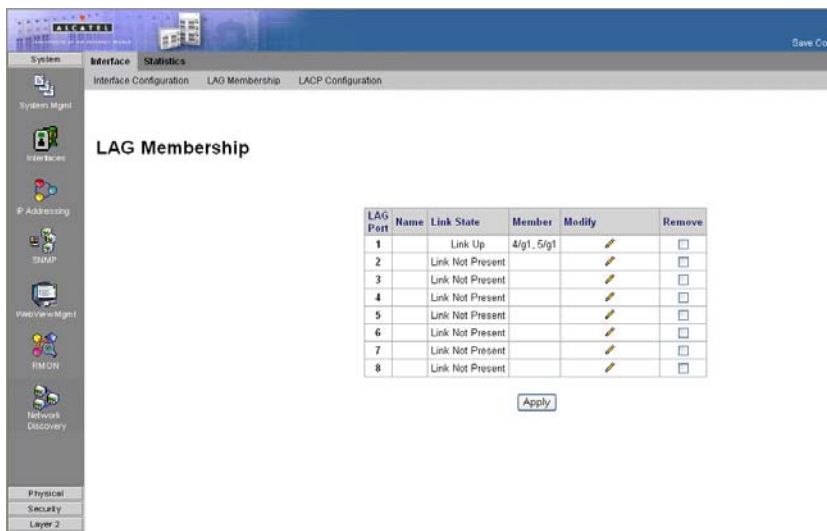 ALCATEL
Save Co
System
Interface Statistics
Interface Configuration LAG Membership LACP Configuration
System Mgmt
Interfaces
IP Addressing
SNMP
WebView Mgmt
RMON
Network
Discovery
Physical
Security
Layer 2
LAG Membership
LAG Port Name Link State Member Modify Remove
1 Link Up 4/g1, 5/g1
2 Link Not Present
3 Link Not Present
4 Link Not Present
5 Link Not Present
6 Link Not Present
7 Link Not Present
8 Link Not Present
Apply